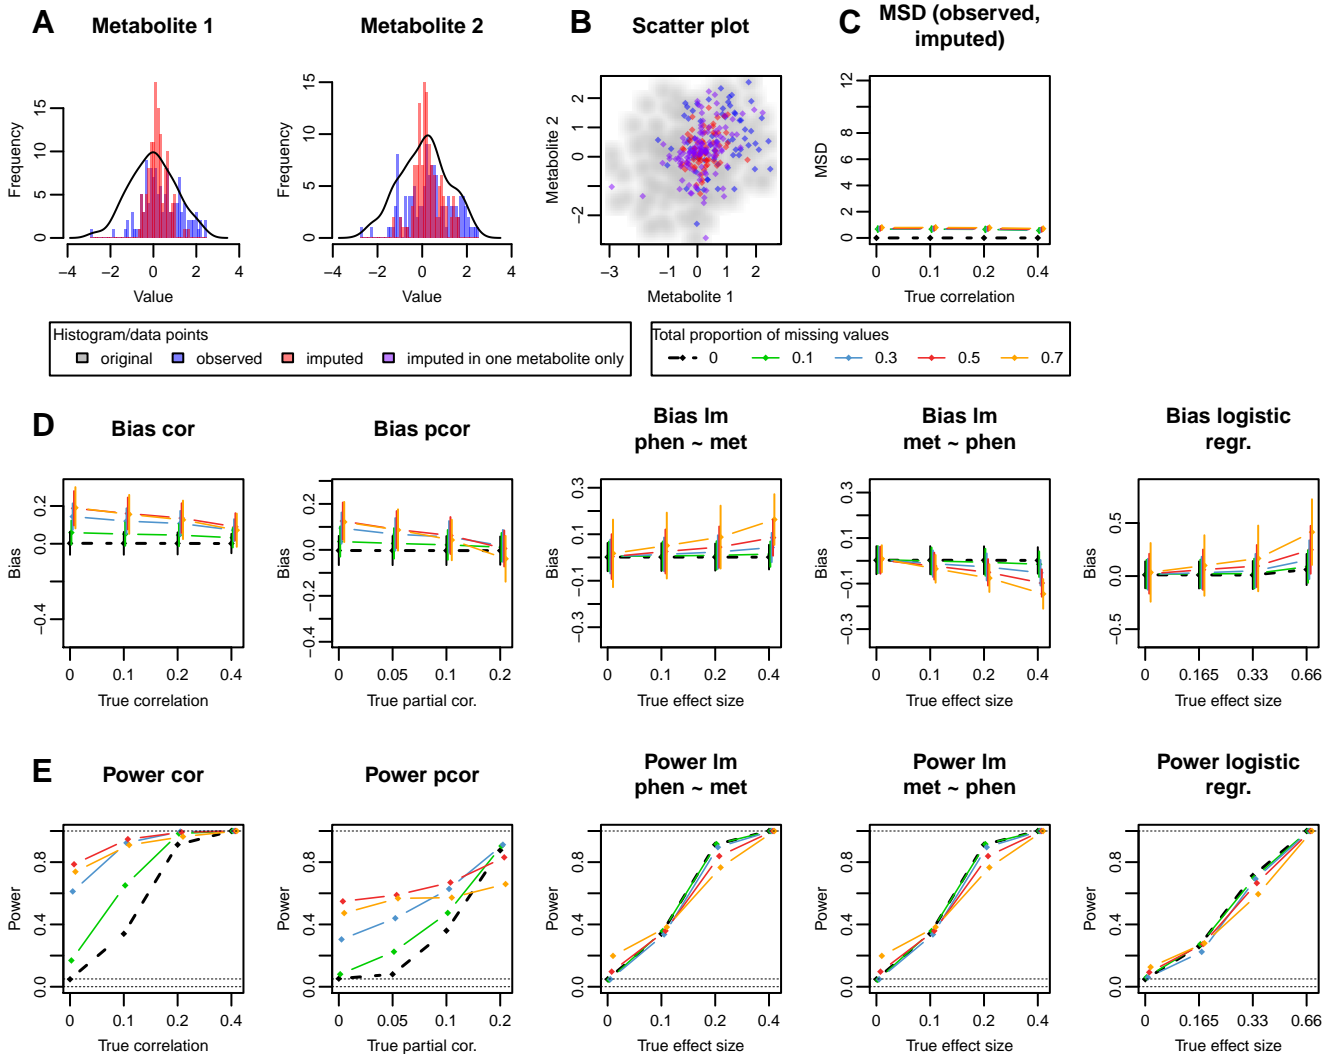 A
Metabolite 1
Frequency
0
5
10
15
−4
−2
0
2
4
Value
Metabolite 2
Frequency
0
5
10
15
−4
−2
0
2
4
Value
B
Scatter plot
Metabolite 2
−2
0
2
−3
−1
0
1
2
Metabolite 1
C
MSD (observed,
imputed)
MSD
0
2
4
6
8
12
0
0.1
0.2
0.4
True correlation
Histogram/data points
original
observed
imputed
imputed in one metabolite only
Total proportion of missing values
0
0.1
0.3
0.5
0.7
D
Bias cor
Bias
−0.4
0.0
0.2
0
0.1
0.2
0.4
True correlation
Bias pcor
Bias
−0.4
−0.2
0.0
0.2
0
0.05
0.1
0.2
True partial cor.
Bias lm
phen ~ met
Bias
−0.3
−0.1
0.1
0.3
0
0.1
0.2
0.4
True effect size
Bias lm
met ~ phen
Bias
−0.3
−0.1
0.1
0.3
0
0.1
0.2
0.4
True effect size
Bias logistic
regr.
Bias
−0.5
0.0
0.5
0
0.165
0.33
0.66
True effect size
E
Power cor
Power
0.0
0.4
0.8
0
0.1
0.2
0.4
True correlation
Power pcor
Power
0.0
0.4
0.8
0
0.05
0.1
0.2
True partial cor.
Power lm
phen ~ met
Power
0.0
0.4
0.8
0
0.1
0.2
0.4
True effect size
Power lm
met ~ phen
Power
0.0
0.4
0.8
0
0.1
0.2
0.4
True effect size
Power logistic
regr.
Power
0.0
0.4
0.8
0
0.165
0.33
0.66
True effect size